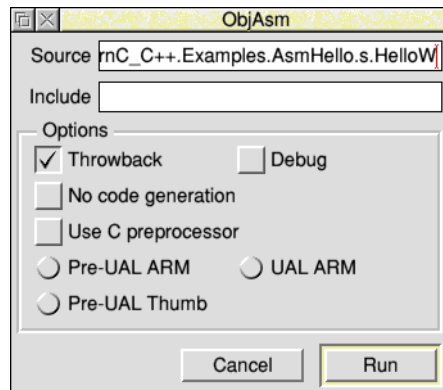 ObjAsm
Source rnC_C++.Examples.AsmHello.s.HelloW
Include
Options
Throwback Debug
No code generation
Use C preprocessor
Pre-UAL ARM UAL ARM
Pre-UAL Thumb
Cancel Run